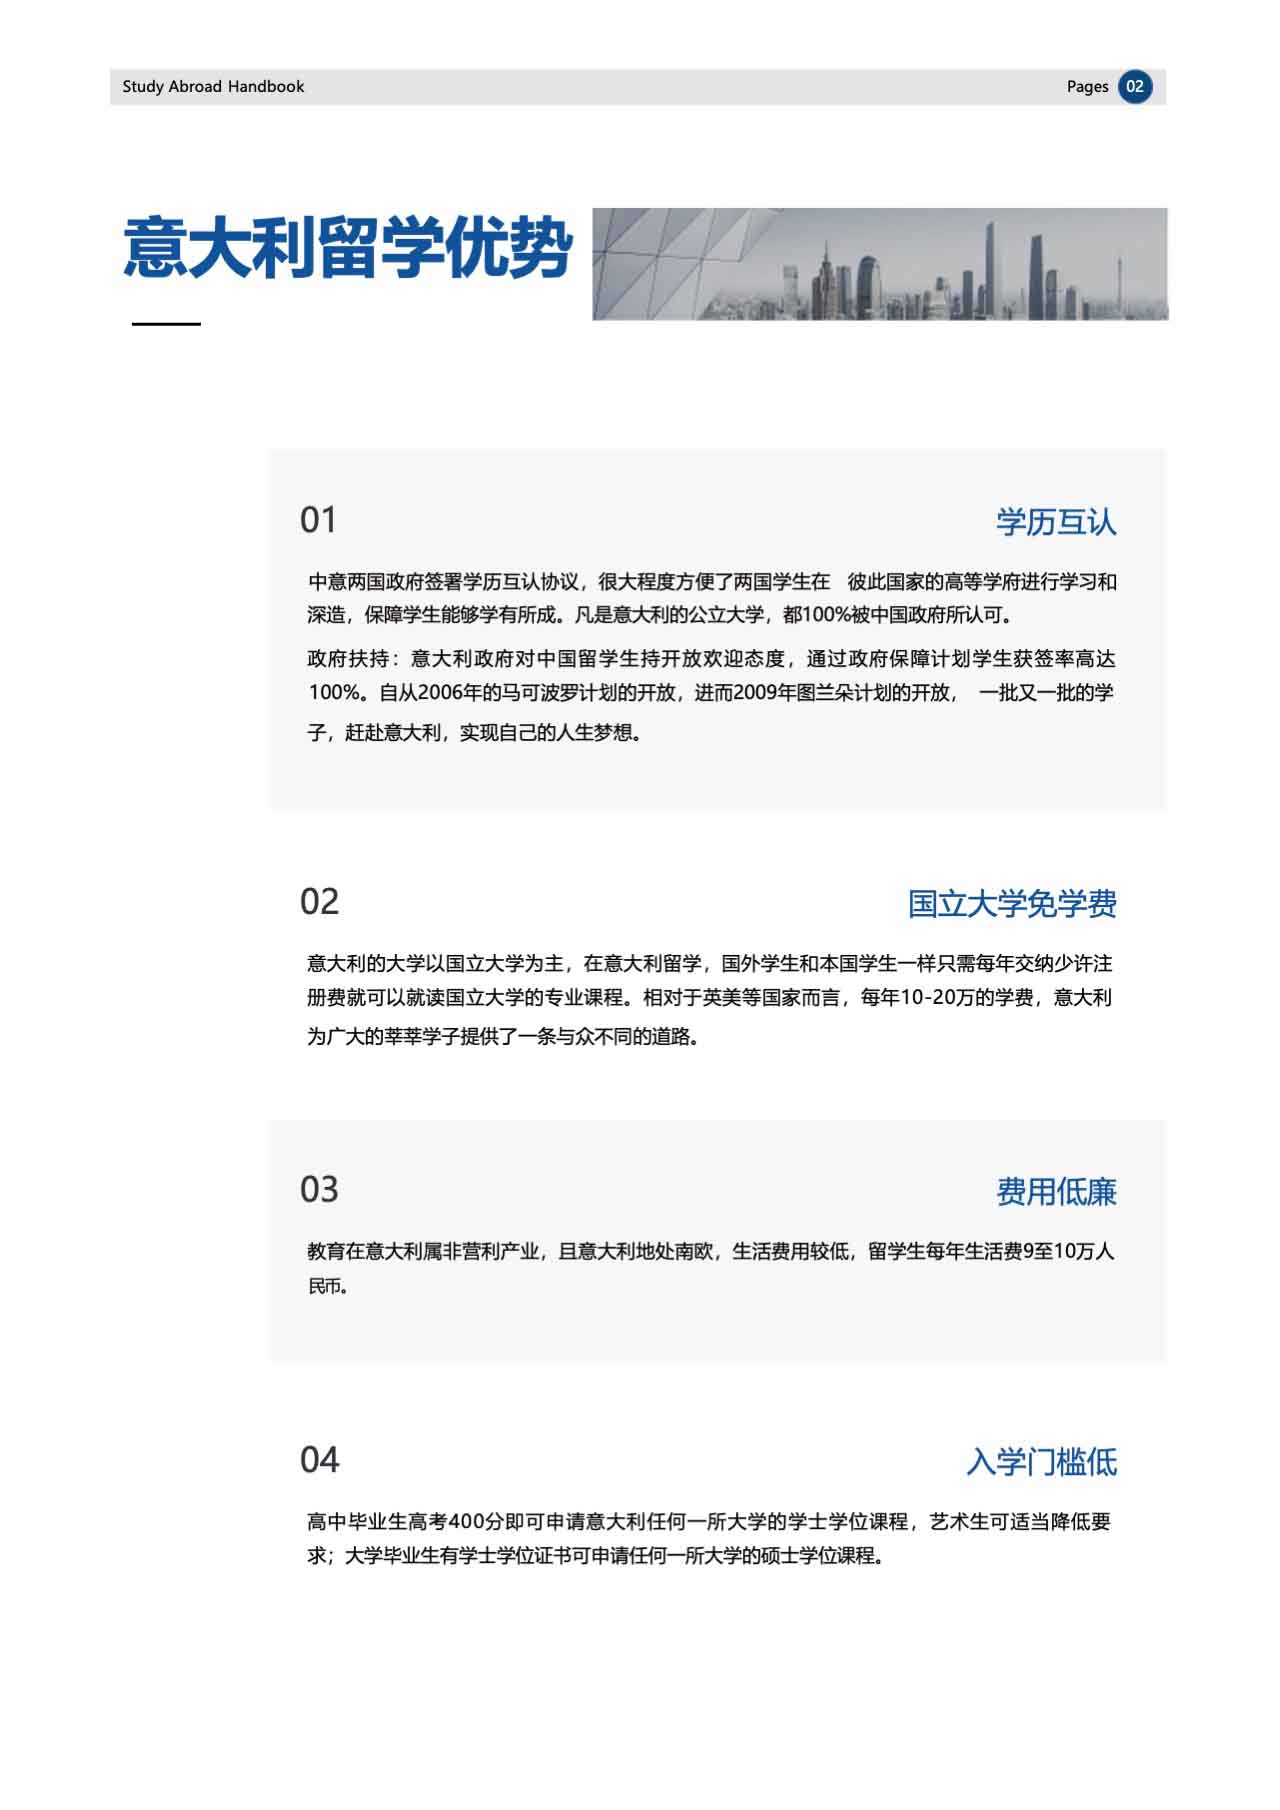 Study Abroad Handbook
Pages 02
意大利留学优势
01
学历互认
中意两国政府签署学历互认协议，很大程度方便了两国学生在 彼此国家的高等学府进行学习和
深造，保障学生能够学有所成。凡是意大利的公立大学，都100%被中国政府所认可。
政府扶持：意大利政府对中国留学生持开放欢迎态度，通过政府保障计划学生获签率高达
100%。自从2006年的马可波罗计划的开放，进而2009年图兰朵计划的开放， 一批又一批的学
子，赶赴意大利，实现自己的人生梦想。
02
国立大学免学费
意大利的大学以国立大学为主，在意大利留学，国外学生和本国学生一样只需每年交纳少许注
册费就可以就读国立大学的专业课程。相对于英美等国家而言，每年10-20万的学费，意大利
为广大的莘莘学子提供了一条与众不同的道路。
03
费用低廉
教育在意大利属非营利产业，且意大利地处南欧，生活费用较低，留学生每年生活费9至10万人
民币。
04
入学门槛低
高中毕业生高考400分即可申请意大利任何一所大学的学士学位课程，艺术生可适当降低要
求；大学毕业生有学士学位证书可申请任何一所大学的硕士学位课程。